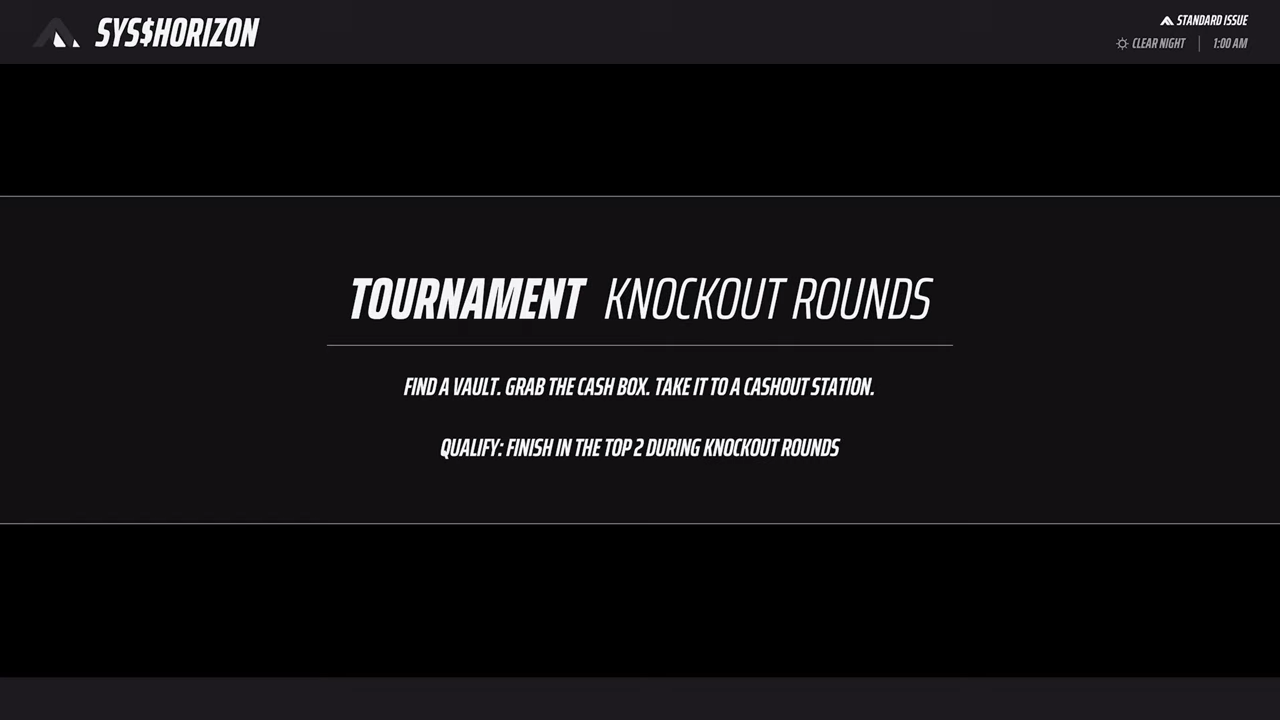 SYS$HORIZON
STANDARD ISSUE
CLEAR NIGHT 1:00 AM
TOURNAMENT KNOCKOUT ROUNDS
FIND A VAULT. GRAB THE CASH BOX. TAKE IT TO A CASHOUT STATION.
QUALIFY: FINISH IN THE TOP 2 DURING KNOCKOUT ROUNDS